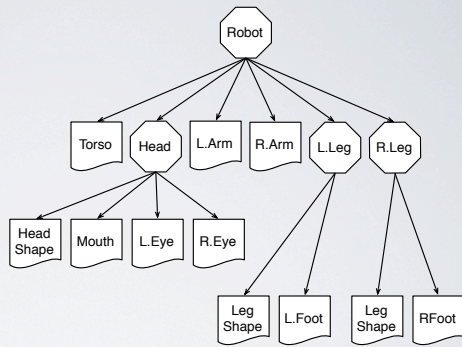 Robot
Torso
Head
L.Arm
R.Arm
L.Leg
R.Leg
Head
Shape
Mouth
L.Eye
R.Eye
Leg
Shape
L.Foot
Leg
Shape
RFoot